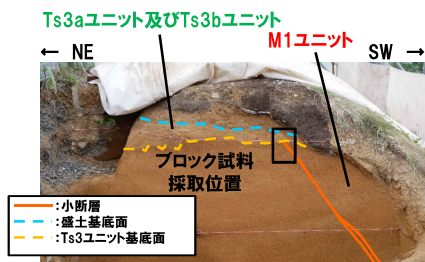 Ts3aユニット及びTs3bユニット
M1ユニット
← NE
SW →
ブロック試料
採取位置
:小断層
:盛土基底面
:Ts3ユニット基底面